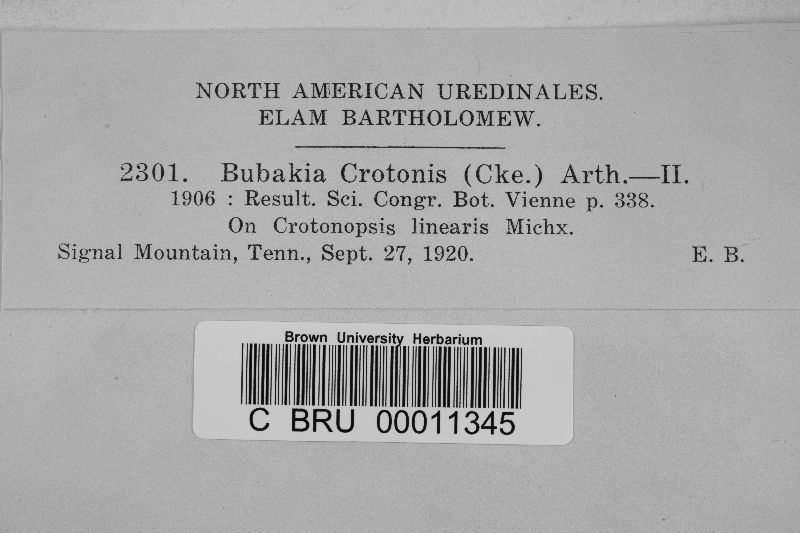 NORTH AMERICAN UREDINALES.
ELAM BARTHOLOMEW.
2301. Bubakia Crotonis (Cke.) Arth.—II.
1906 : Result. Sci. Congr. Bot. Vienne p. 338.
On Crotonopsis linearis Michx.
Signal Mountain, Tenn., Sept. 27, 1920. E. B.
Brown University Herbarium
C BRU 00011345